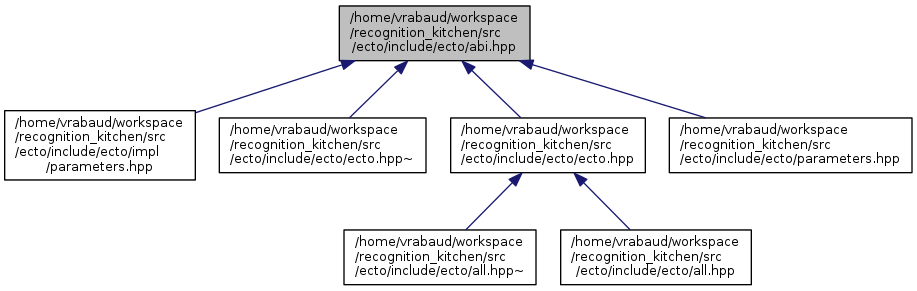 /home/vrabaud/workspace
/recognition_kitchen/src
/ecto/include/ecto/abi.hpp
/home/vrabaud/workspace
/recognition_kitchen/src
/ecto/include/ecto/impl
/parameters.hpp
/home/vrabaud/workspace
/recognition_kitchen/src
/ecto/include/ecto/ecto.hpp~
/home/vrabaud/workspace
/recognition_kitchen/src
/ecto/include/ecto/ecto.hpp
/home/vrabaud/workspace
/recognition_kitchen/src
/ecto/include/ecto/parameters.hpp
/home/vrabaud/workspace
/recognition_kitchen/src
/ecto/include/ecto/all.hpp~
/home/vrabaud/workspace
/recognition_kitchen/src
/ecto/include/ecto/all.hpp